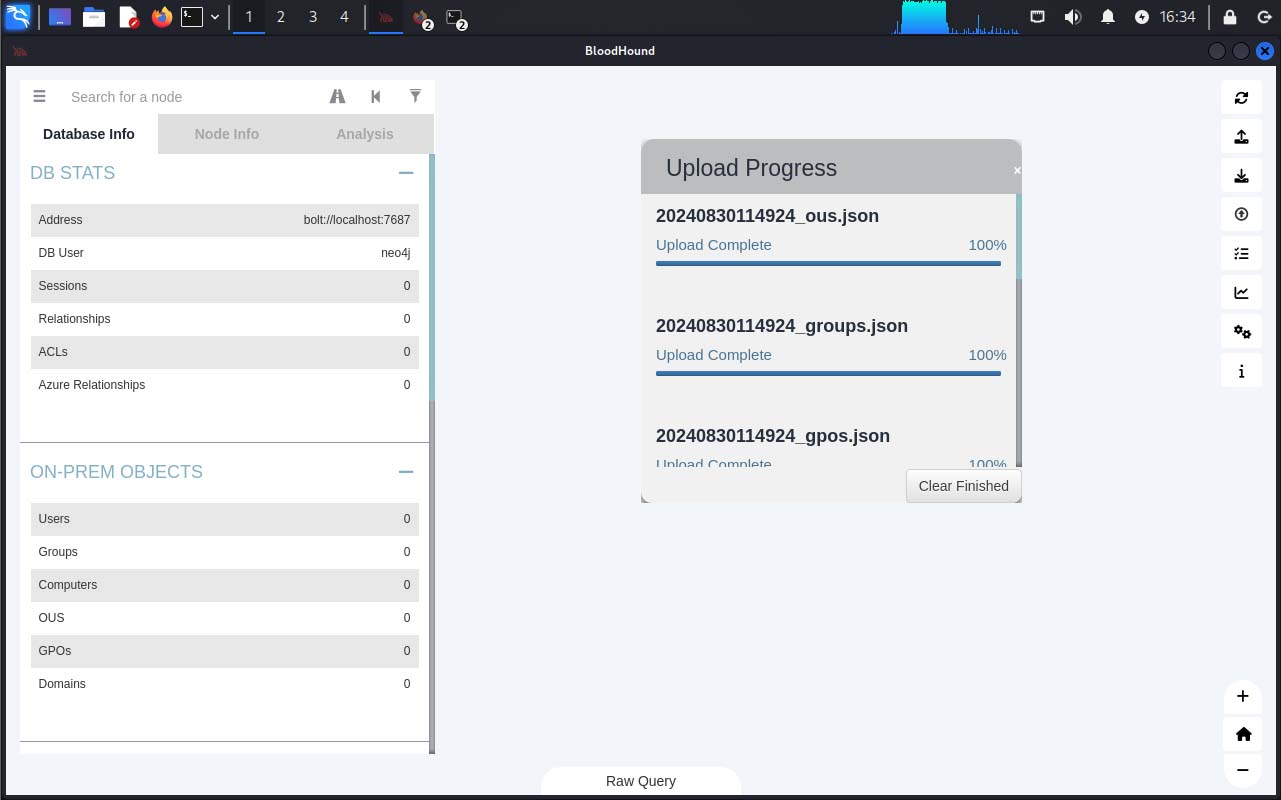 1 2 3 4 2 2 16:34
BloodHound
Search for a node
Database Info Node Info Analysis
DB STATS
Address bolt://localhost:7687
DB User neo4j
Sessions 0
Relationships 0
ACLs 0
Azure Relationships 0
ON-PREM OBJECTS
Users 0
Groups 0
Computers 0
OUS 0
GPOs 0
Domains 0
Upload Progress ×
20240830114924_ous.json
Upload Complete 100%
20240830114924_groups.json
Upload Complete 100%
20240830114924_gpos.json
Upload Complete 100%
Clear Finished
Raw Query